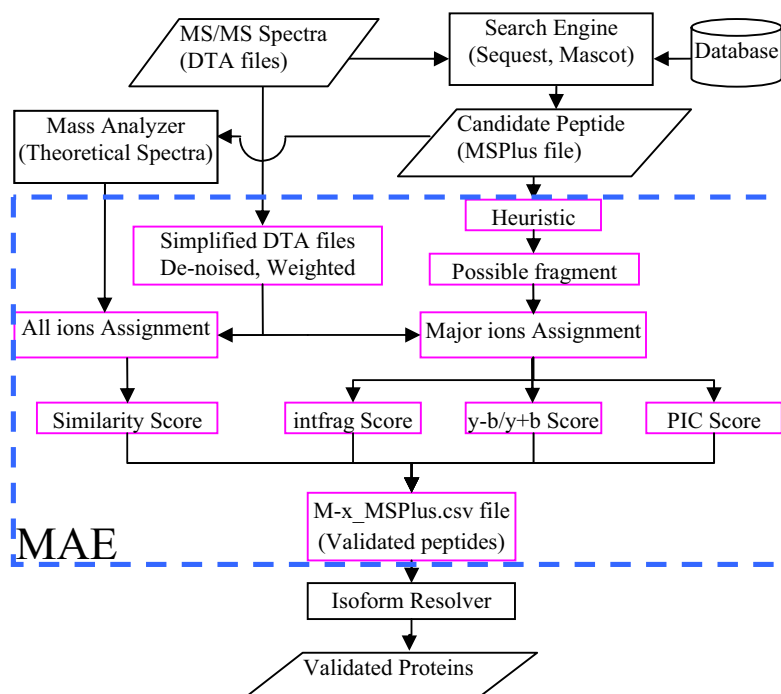 MS/MS Spectra
(DTA files)
Search Engine
(Sequest, Mascot)
Database
Mass Analyzer
(Theoretical Spectra)
Candidate Peptide
(MSPlus file)
Heuristic
Simplified DTA files
De-noised, Weighted
Possible fragment
All ions Assignment
Major ions Assignment
Similarity Score
intfrag Score
y-b/y+b Score
PIC Score
M-x_MSPlus.csv file
(Validated peptides)
MAE
Isoform Resolver
Validated Proteins